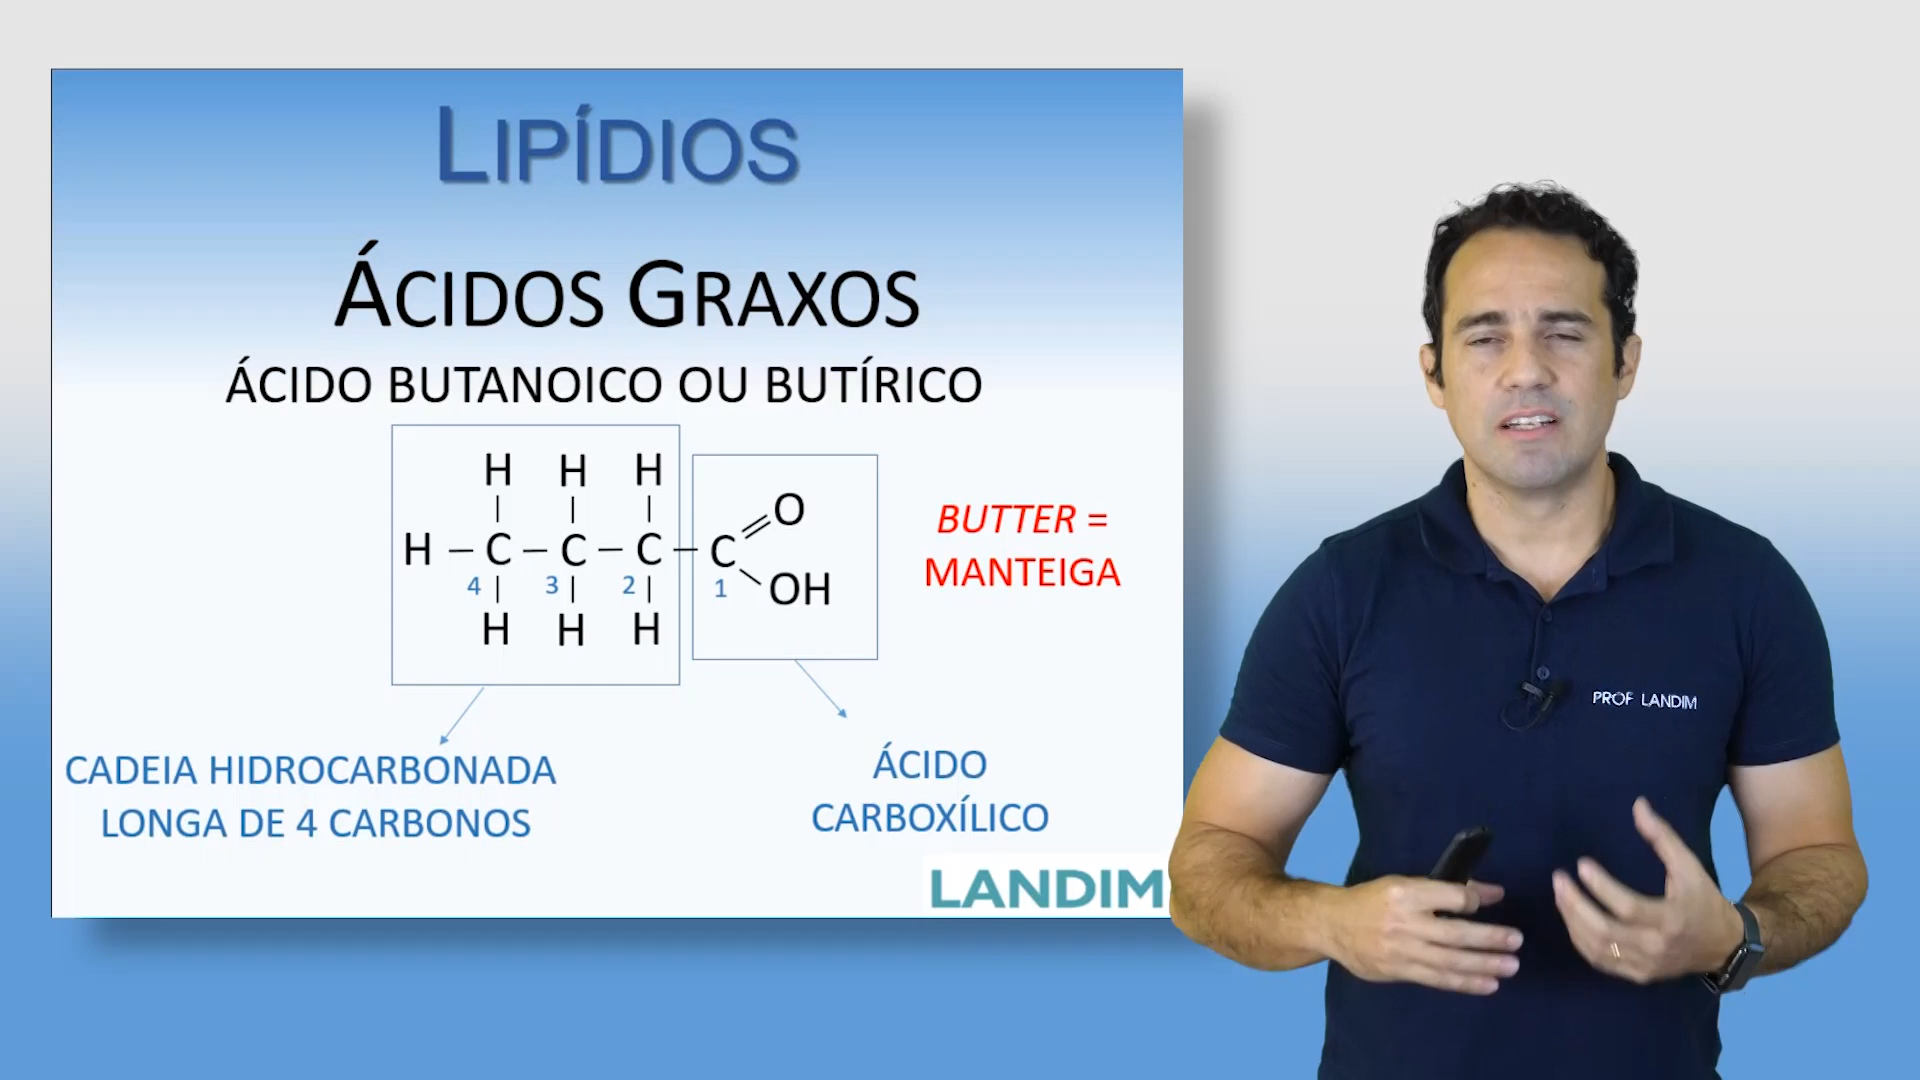 LIPÍDIOS
ÁCIDOS GRAXOS
ÁCIDO BUTANOICO OU BUTÍRICO
H H H
H – C – C – C – C O
4 3 2 1
OH
H H H
BUTTER =
MANTEIGA
CADEIA HIDROCARBONADA
LONGA DE 4 CARBONOS
ÁCIDO
CARBOXÍLICO
LANDIM
PROF LANDIM